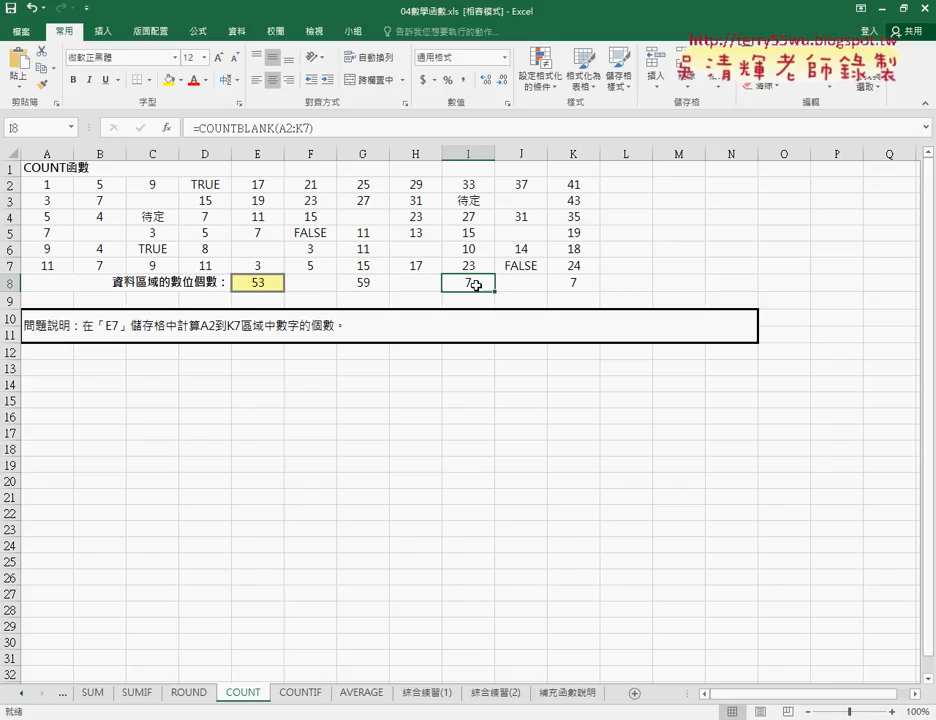 04數學函數.xls [相容模式] - Excel
檔案 常用 插入 版面配置 公式 資料 校閱 檢視 小組 告訴我您想要執行的動作... 登入 共用
http://terry55wu.blogspot.tw
吳清輝老師錄製
貼上 微軟正黑體 12 自動換列 通用格式 設定格式化的條件 格式化為表格 儲存格樣式 插入
B I U 跨欄置中 $ %
剪貼簿 字型 對齊方式 數值 樣式 儲存格 編輯
I8 fx =COUNTBLANK(A2:K7)
A B C D E F G H I J K L M N O P Q
1 COUNT函數
2 1 5 9 TRUE 17 21 25 29 33 37 41
3 3 7 15 19 23 27 31 待定 43
4 5 4 待定 7 11 15 23 27 31 35
5 7 3 5 7 FALSE 11 13 15 19
6 9 4 TRUE 8 3 11 10 14 18
7 11 7 9 11 3 5 15 17 23 FALSE 24
8 資料區域的數位個數： 53 59 7 7
9
10
問題說明：在「E7」儲存格中計算A2到K7區域中數字的個數。
11
12
13
14
15
16
17
18
19
20
21
22
23
24
25
26
27
28
29
30
31
32
... SUM SUMIF ROUND COUNT COUNTIF AVERAGE 綜合練習(1) 綜合練習(2) 補充函數說明
就緒 100%